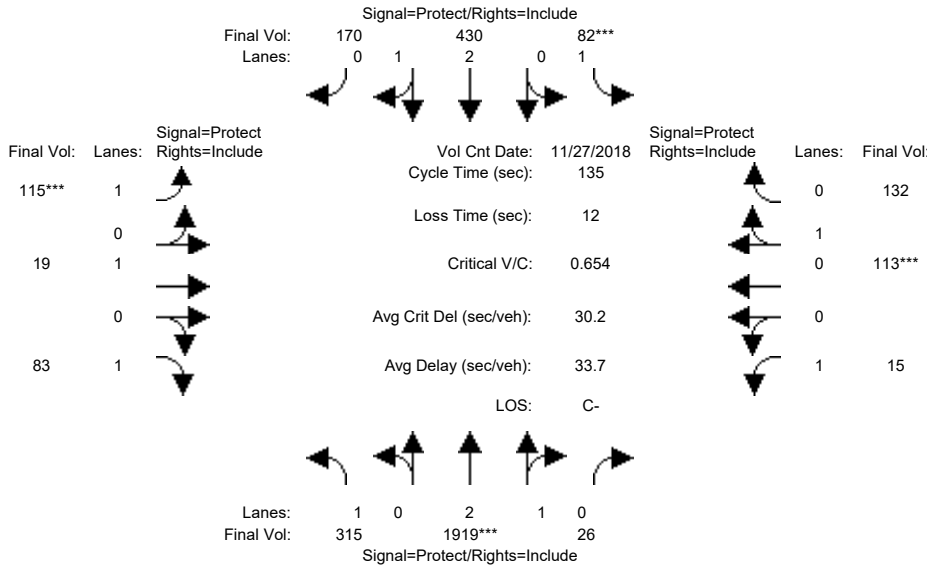 Signal=Protect/Rights=Include
Final Vol: 170 430 82***
Lanes: 0 1 2 0 1
Signal=Protect Signal=Protect
Final Vol: Lanes: Rights=Include Vol Cnt Date: 11/27/2018 Rights=Include Lanes: Final Vol:
Cycle Time (sec): 135
115*** 1 0 132
Loss Time (sec): 12
0 1
19 1 Critical V/C: 0.654 0 113***
0 Avg Crit Del (sec/veh): 30.2 0
83 1 Avg Delay (sec/veh): 33.7 1 15
LOS: C-
Lanes: 1 0 2 1 0
Final Vol: 315 1919*** 26
Signal=Protect/Rights=Include